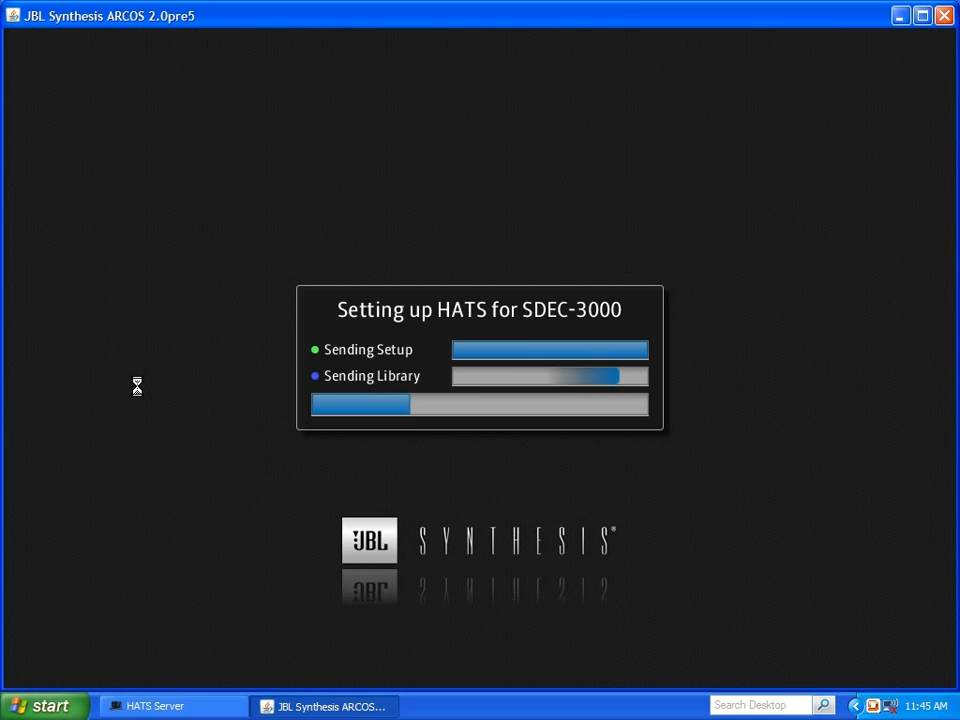 JBL Synthesis ARCOS 2.0pre5
Setting up HATS for SDEC-3000
Sending Setup
Sending Library
JBL SYNTHESIS®
start
HATS Server
JBL Synthesis ARCOS...
Search Desktop
11:45 AM